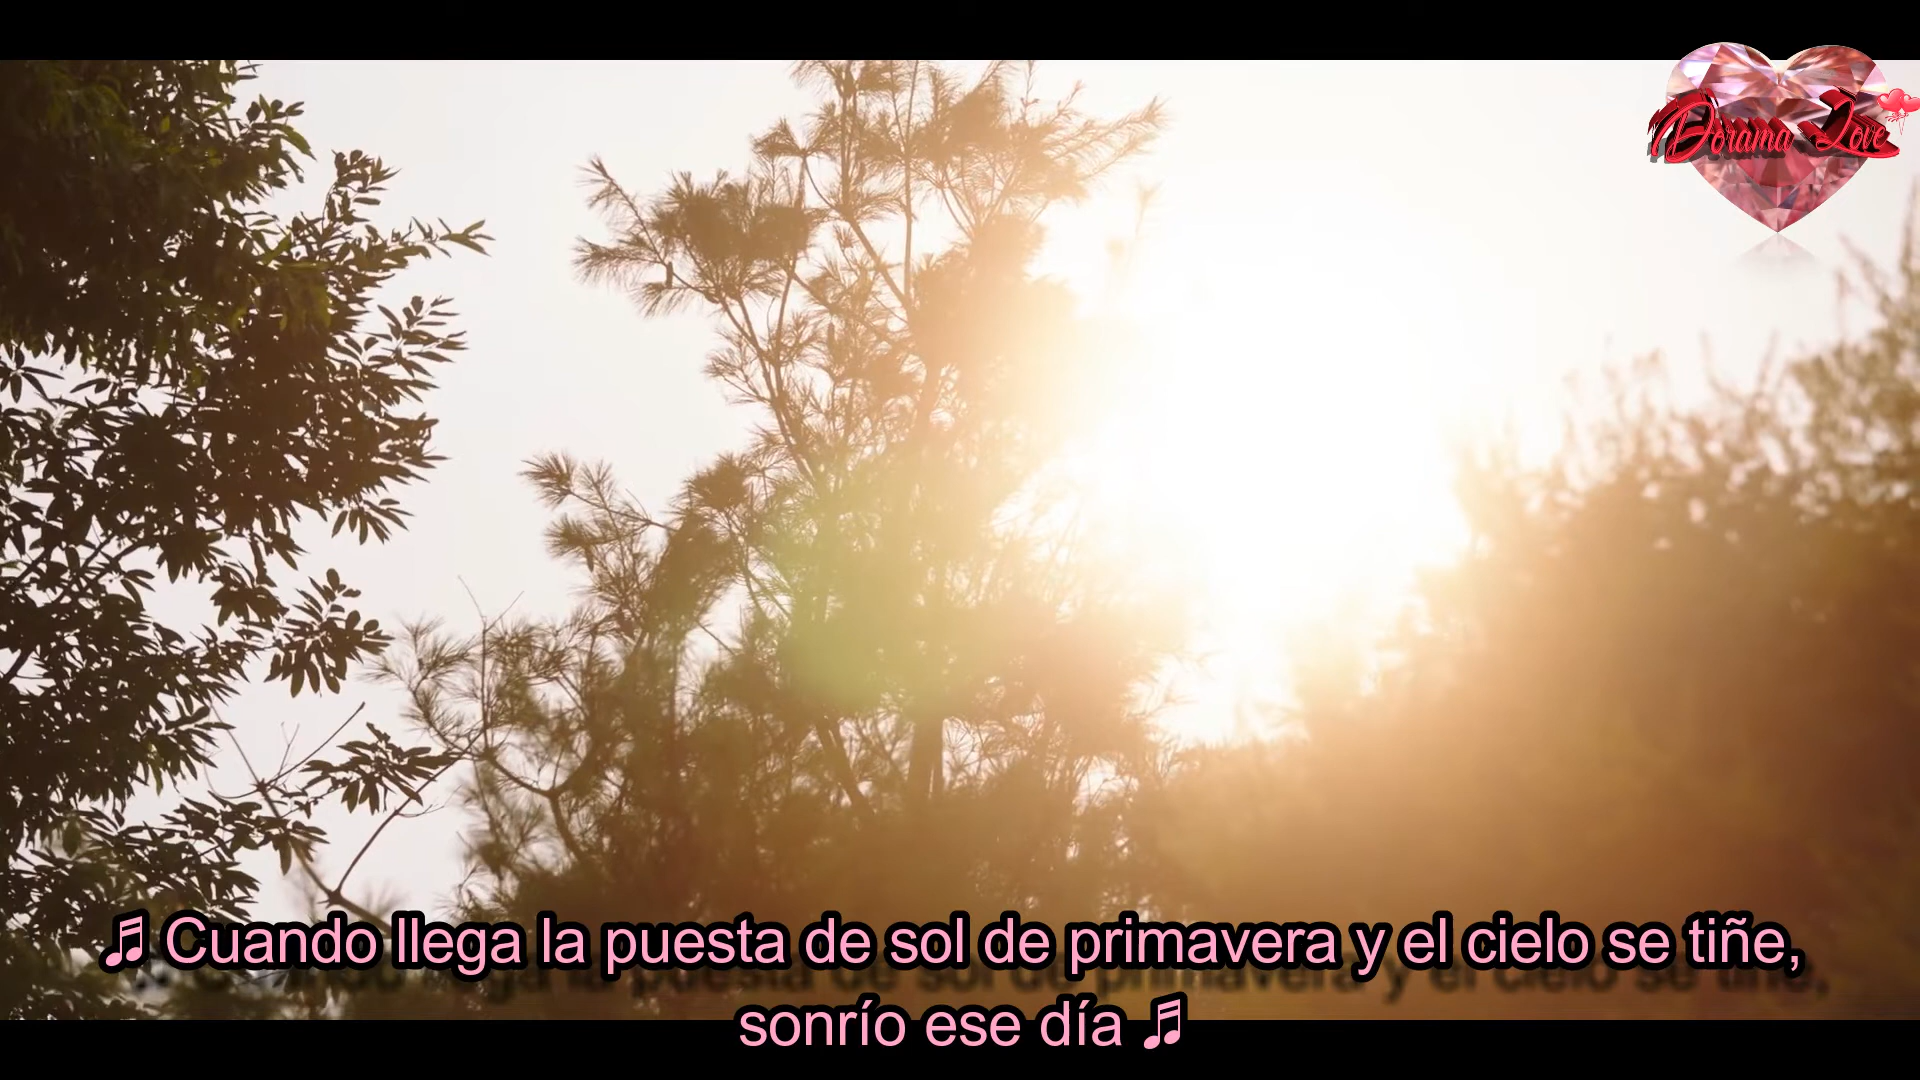 Dorama Love
♫ Cuando llega la puesta de sol de primavera y el cielo se tiñe,
sonrío ese día ♫